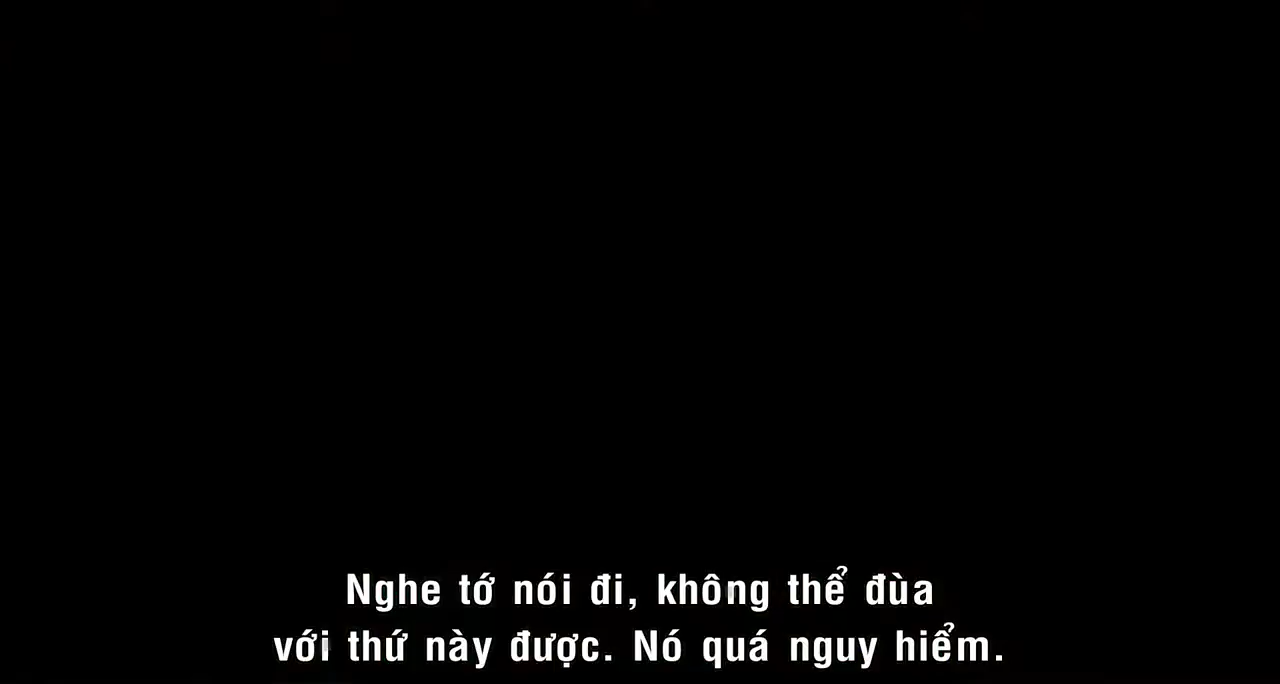 Nghe tớ nói đi, không thể đùa
với thứ này được. Nó quá nguy hiểm.